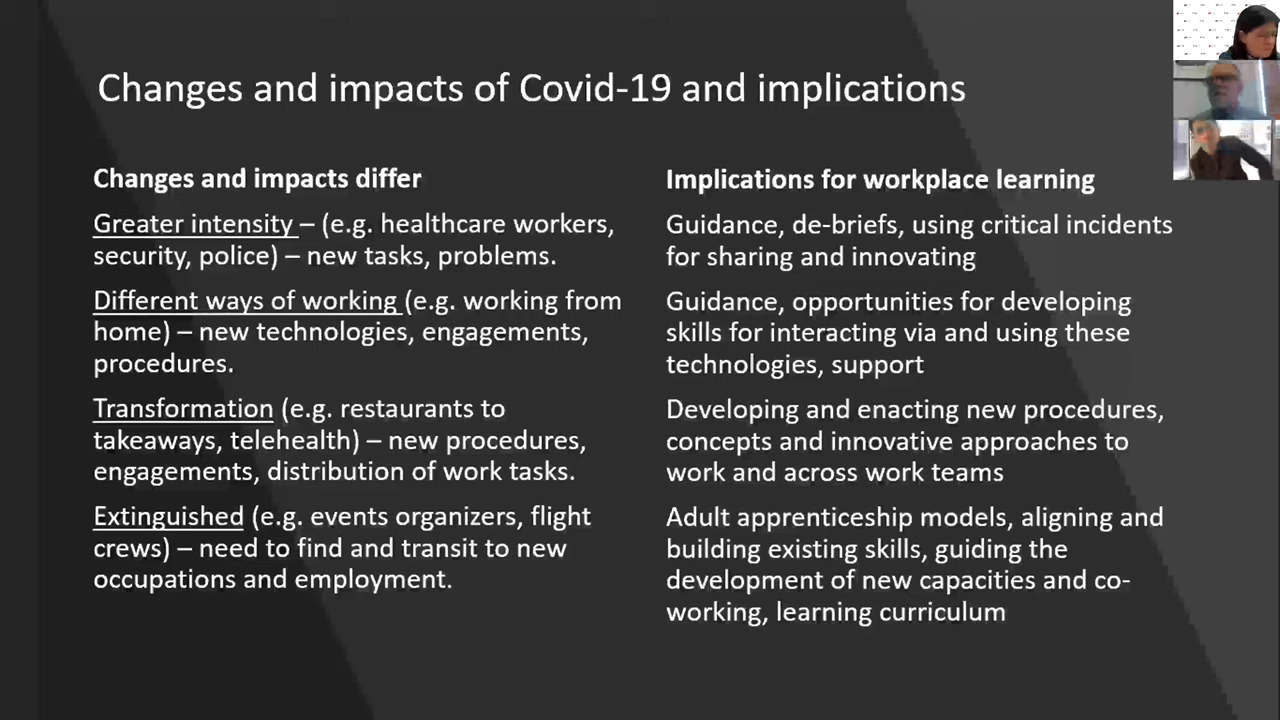 Changes and impacts of Covid-19 and implications
Changes and impacts differ
Greater intensity – (e.g. healthcare workers,
security, police) – new tasks, problems.
Different ways of working (e.g. working from
home) – new technologies, engagements,
procedures.
Transformation (e.g. restaurants to
takeaways, telehealth) – new procedures,
engagements, distribution of work tasks.
Extinguished (e.g. events organizers, flight
crews) – need to find and transit to new
occupations and employment.
Implications for workplace learning
Guidance, de-briefs, using critical incidents
for sharing and innovating
Guidance, opportunities for developing
skills for interacting via and using these
technologies, support
Developing and enacting new procedures,
concepts and innovative approaches to
work and across work teams
Adult apprenticeship models, aligning and
building existing skills, guiding the
development of new capacities and co-
working, learning curriculum